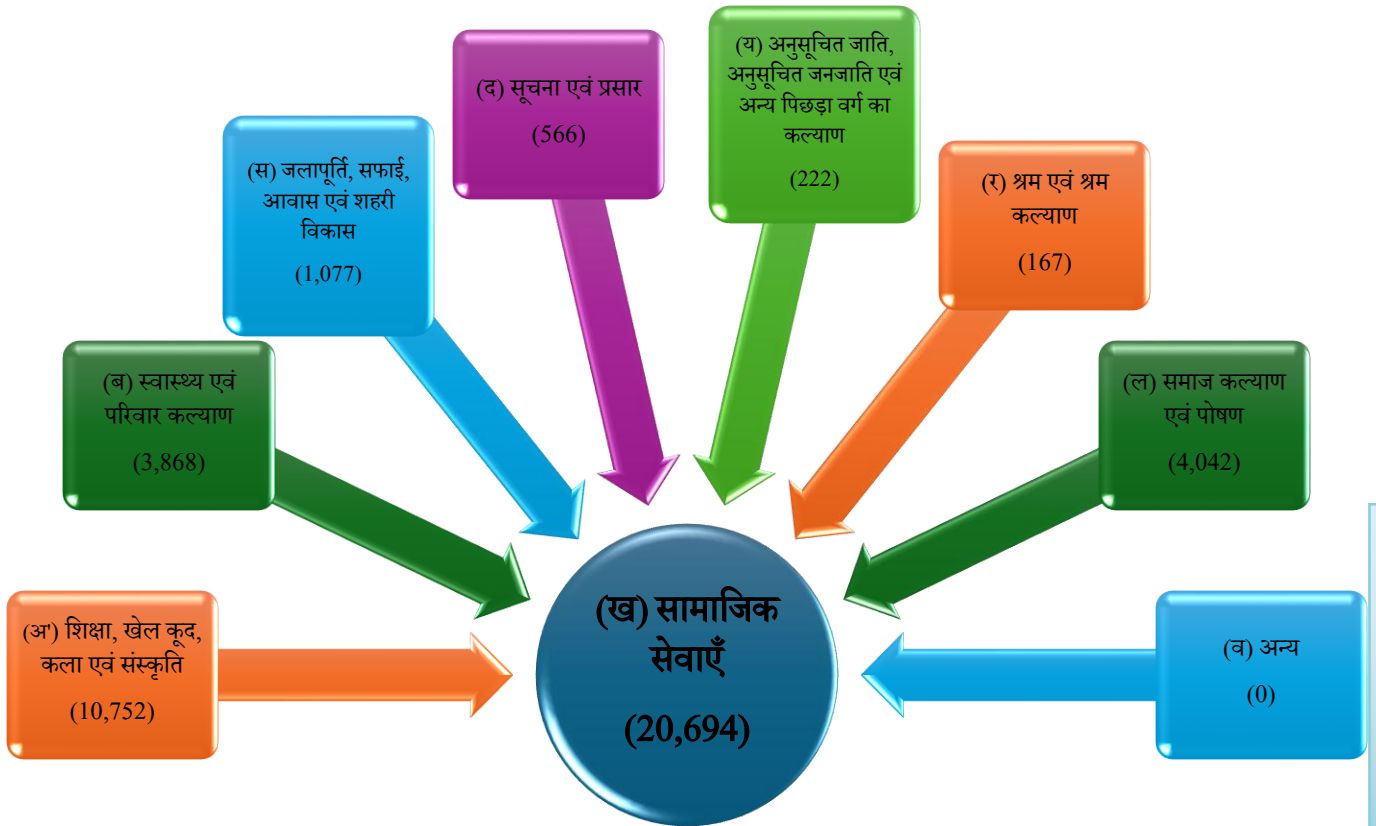 (अ') शिक्षा, खेल कूद,
कला एवं संस्कृति
(10,752)
(ब) स्वास्थ्य एवं
परिवार कल्याण
(3,868)
(स) जलापूर्ति, सफाई,
आवास एवं शहरी
विकास
(1,077)
(द) सूचना एवं प्रसार
(566)
(य) अनुसूचित जाति,
अनुसूचित जनजाति एवं
अन्य पिछड़ा वर्ग का
कल्याण
(222)
(र) श्रम एवं श्रम
कल्याण
(167)
(ल) समाज कल्याण
एवं पोषण
(4,042)
(व) अन्य
(0)
(ख) सामाजिक
सेवाएँ
(20,694)